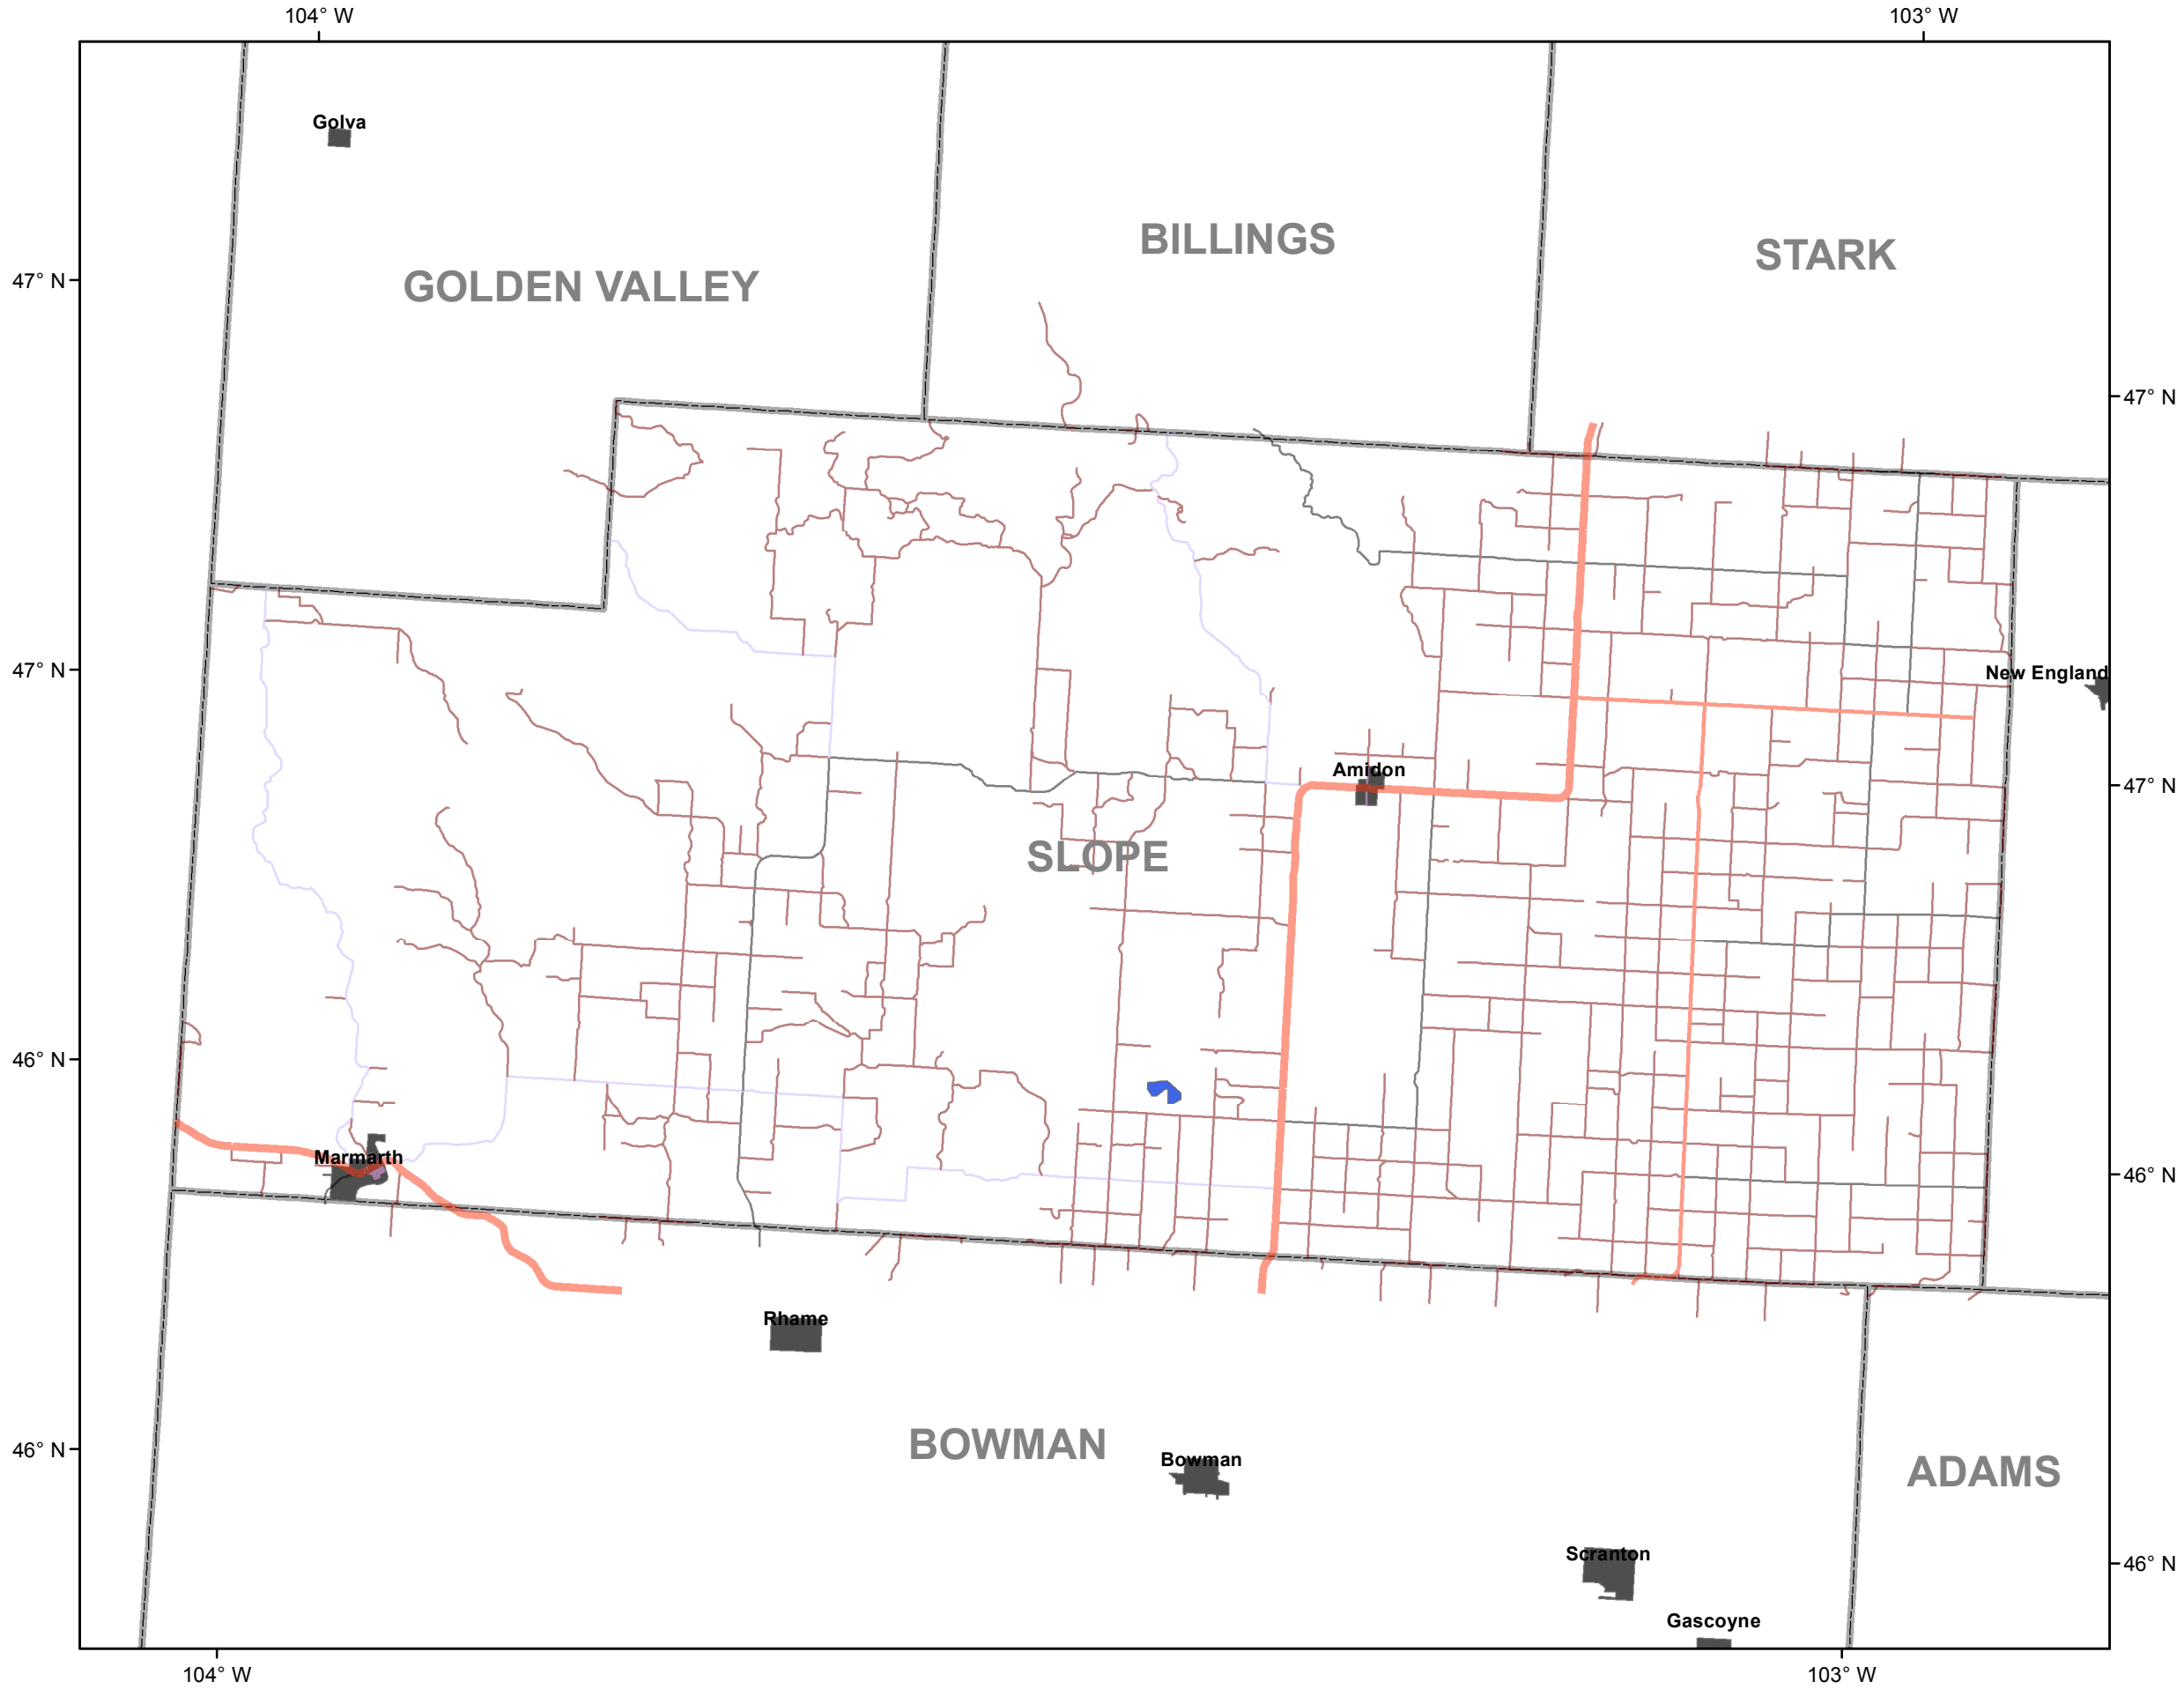 104° W
103° W
Golva
BILLINGS
STARK
47° N
GOLDEN VALLEY
47° N
47° N
New England
Amidon
47° N
SLOPE
46° N
Marmarth
46° N
Rhame
46° N
BOWMAN
Bowman
ADAMS
Scranton
46° N
Gascoyne
104° W
103° W